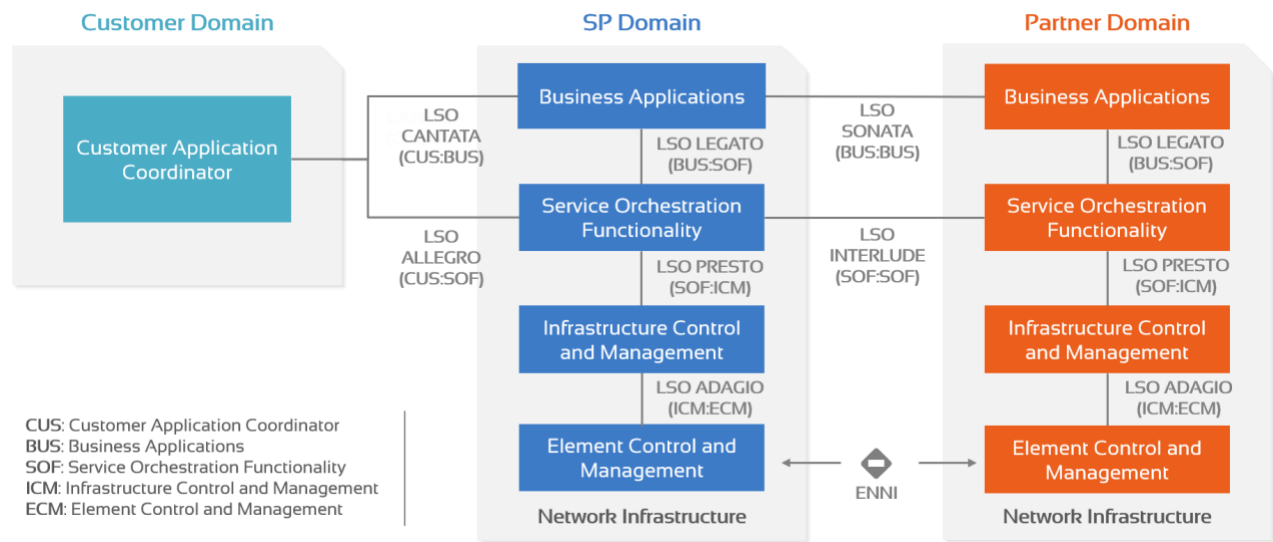 Customer Domain
SP Domain
Partner Domain
Customer Application
Coordinator
LSO
CANTATA
(CUS:BUS)
LSO
ALLEGRO
(CUS:SOF)
Business Applications
LSO LEGATO
(BUS:SOF)
Service Orchestration
Functionality
LSO PRESTO
(SOF:ICM)
Infrastructure Control
and Management
LSO ADAGIO
(ICM:ECM)
Element Control and
Management
Network Infrastructure
LSO
SONATA
(BUS:BUS)
LSO
INTERLUDE
(SOF:SOF)
ENNI
Business Applications
LSO LEGATO
(BUS:SOF)
Service Orchestration
Functionality
LSO PRESTO
(SOF:ICM)
Infrastructure Control
and Management
LSO ADAGIO
(ICM:ECM)
Element Control and
Management
Network Infrastructure
CUS: Customer Application Coordinator
BUS: Business Applications
SOF: Service Orchestration Functionality
ICM: Infrastructure Control and Management
ECM: Element Control and Management